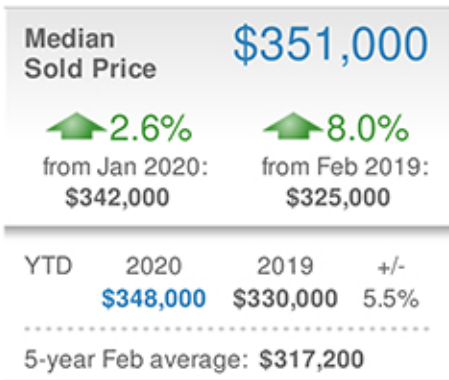 Median
Sold Price
$351,000
2.6%
from Jan 2020:
$342,000
8.0%
from Feb 2019:
$325,000
YTD 2020 2019 +/-
$348,000 $330,000 5.5%
5-year Feb average: $317,200